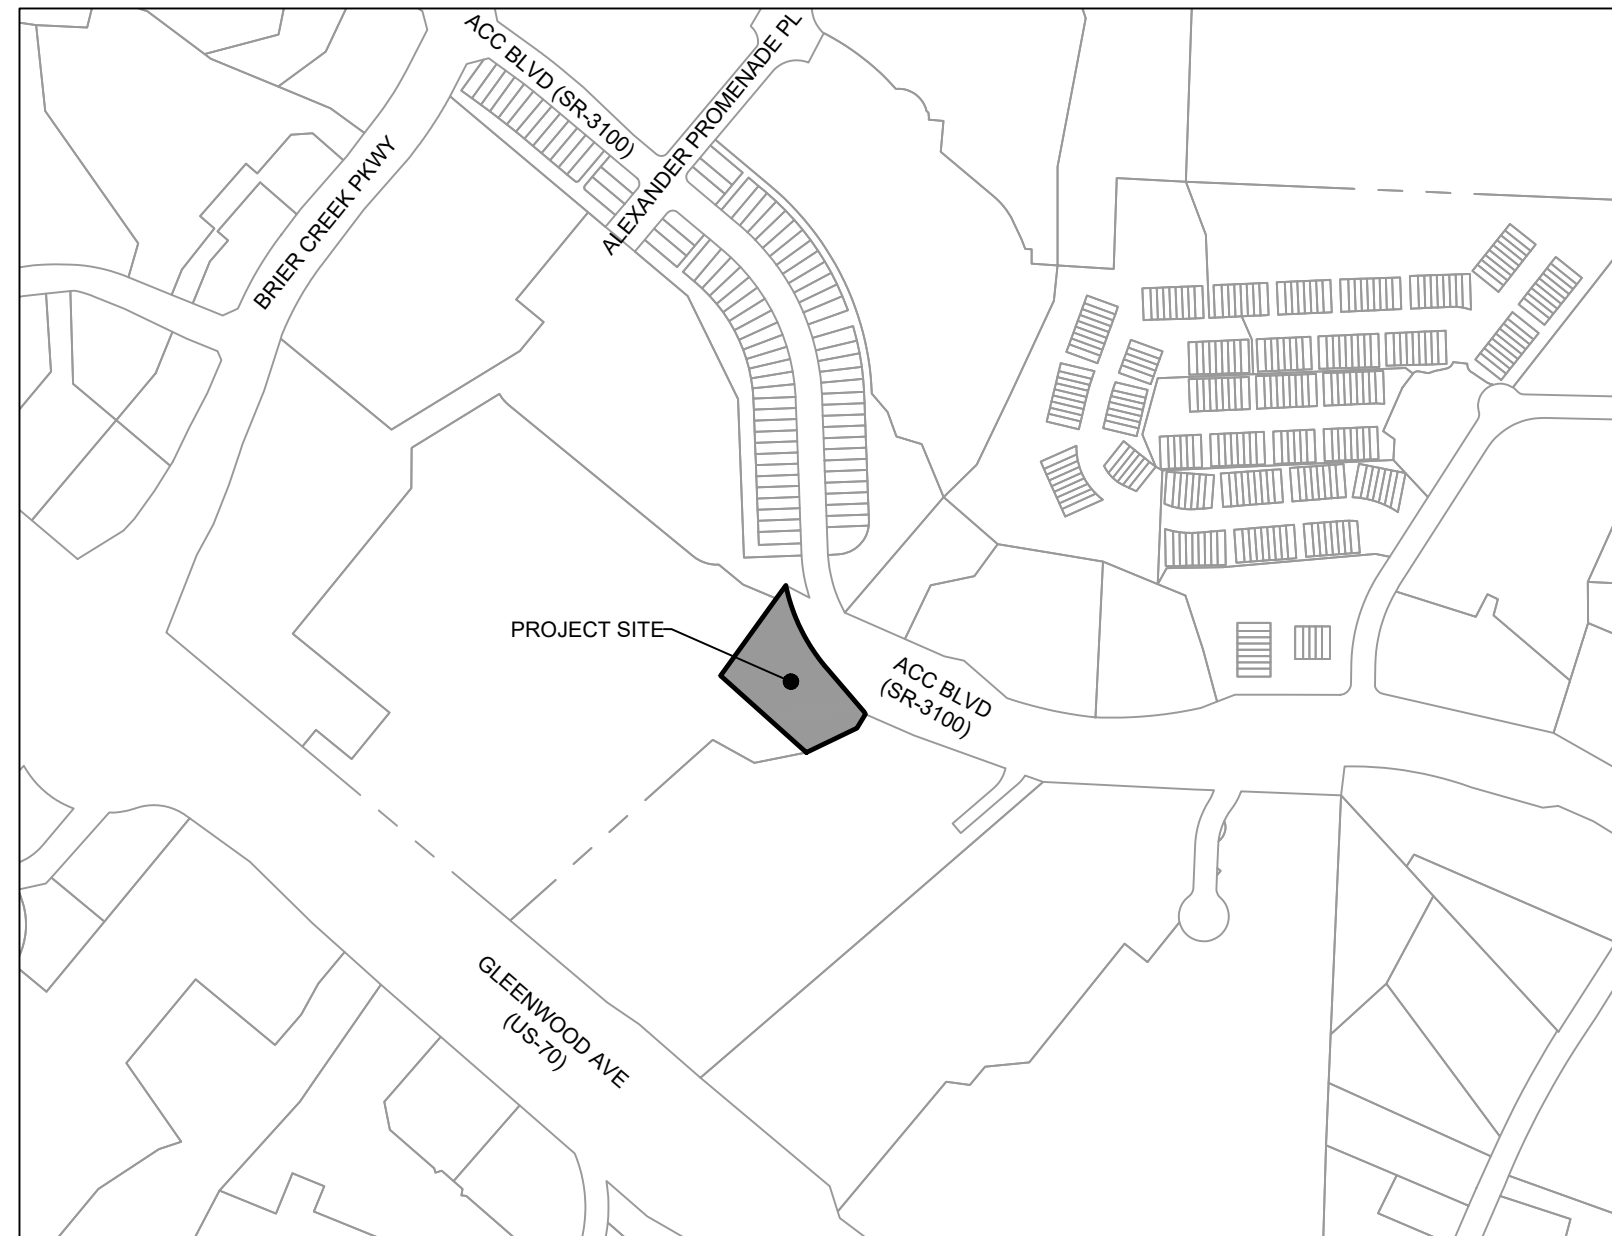 ACC BLVD (SR-3100)
ALEXANDER PROMENADE PL
BRIER CREEK PKWY
PROJECT SITE
ACC BLVD
(SR-3100)
GLEENWOOD AVE
(US-70)